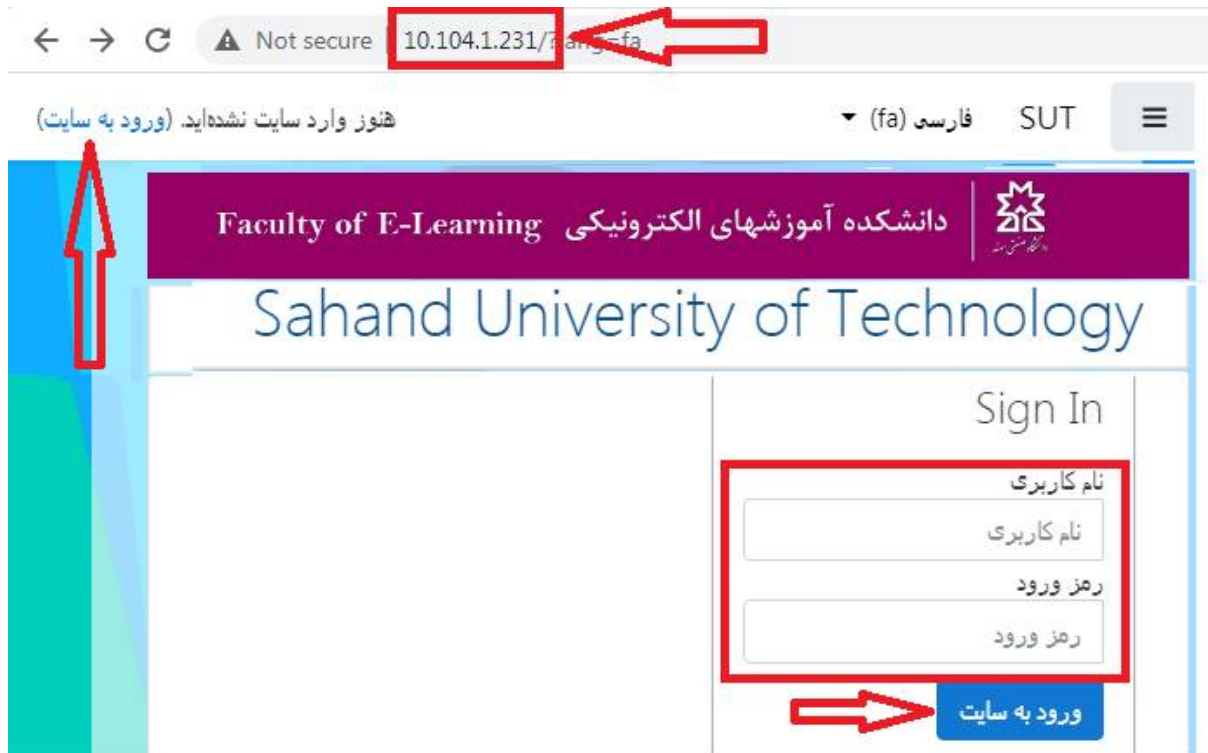 Not secure 10.104.1.231/?lang=fa
SUT فارسی (fa) هنوز وارد سایت نشده‌اید. (ورود به سایت)
دانشکده آموزشهای الکترونیکی Faculty of E-Learning
Sahand University of Technology
Sign In
نام کاربری
نام کاربری
رمز ورود
رمز ورود
ورود به سایت